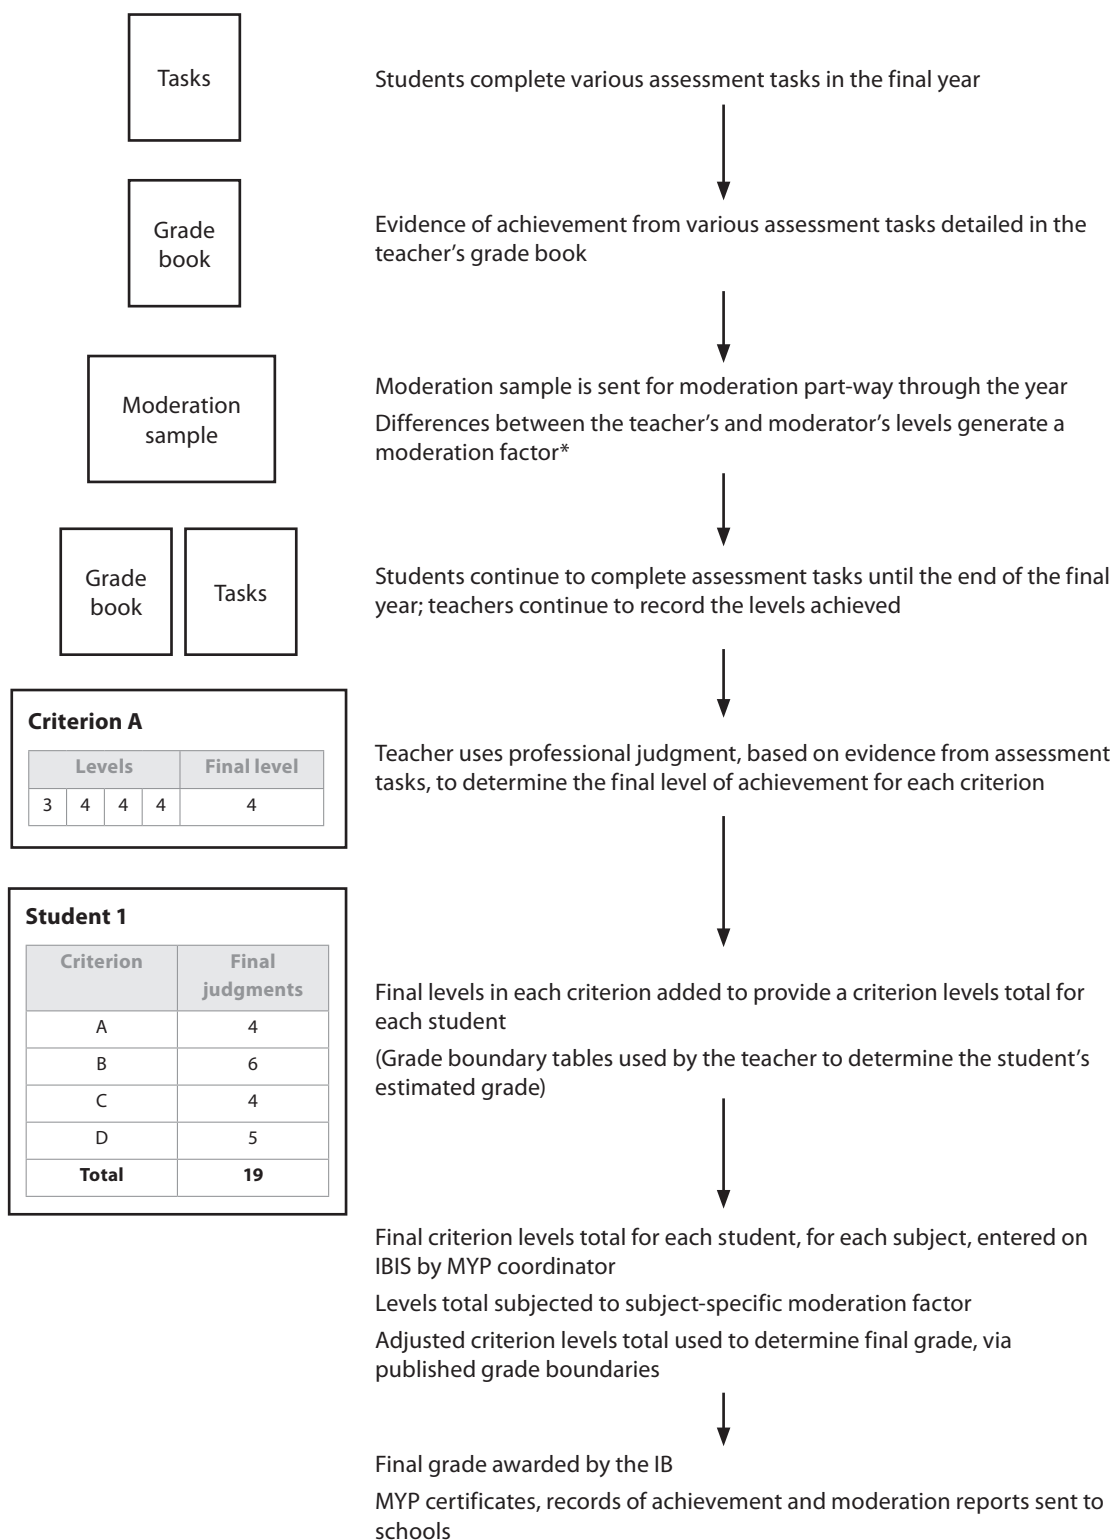 Tasks
Students complete various assessment tasks in the final year
Grade
book
Evidence of achievement from various assessment tasks detailed in the
teacher’s grade book
Moderation
sample
Moderation sample is sent for moderation part-way through the year
Differences between the teacher’s and moderator’s levels generate a
moderation factor*
Grade
book
Tasks
Students continue to complete assessment tasks until the end of the final
year; teachers continue to record the levels achieved
Criterion A
Levels Final level
3 4 4 4 4
Teacher uses professional judgment, based on evidence from assessment
tasks, to determine the final level of achievement for each criterion
Student 1
Criterion Final
judgments
A 4
B 6
C 4
D 5
Total 19
Final levels in each criterion added to provide a criterion levels total for
each student
(Grade boundary tables used by the teacher to determine the student’s
estimated grade)
Final criterion levels total for each student, for each subject, entered on
IBIS by MYP coordinator
Levels total subjected to subject-specific moderation factor
Adjusted criterion levels total used to determine final grade, via
published grade boundaries
Final grade awarded by the IB
MYP certificates, records of achievement and moderation reports sent to
schools